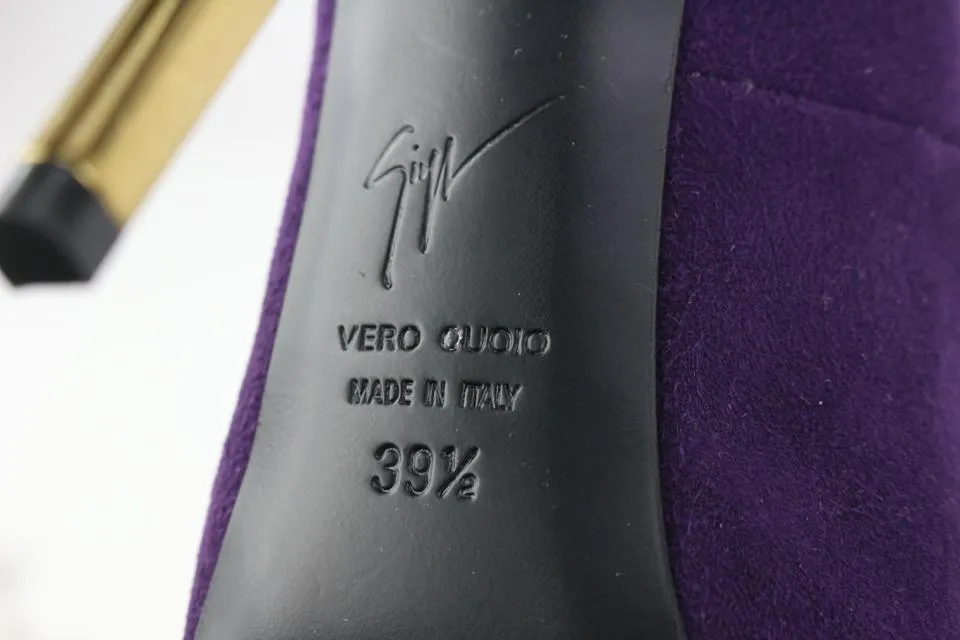 VERO CUOIO
MADE IN ITALY
39½